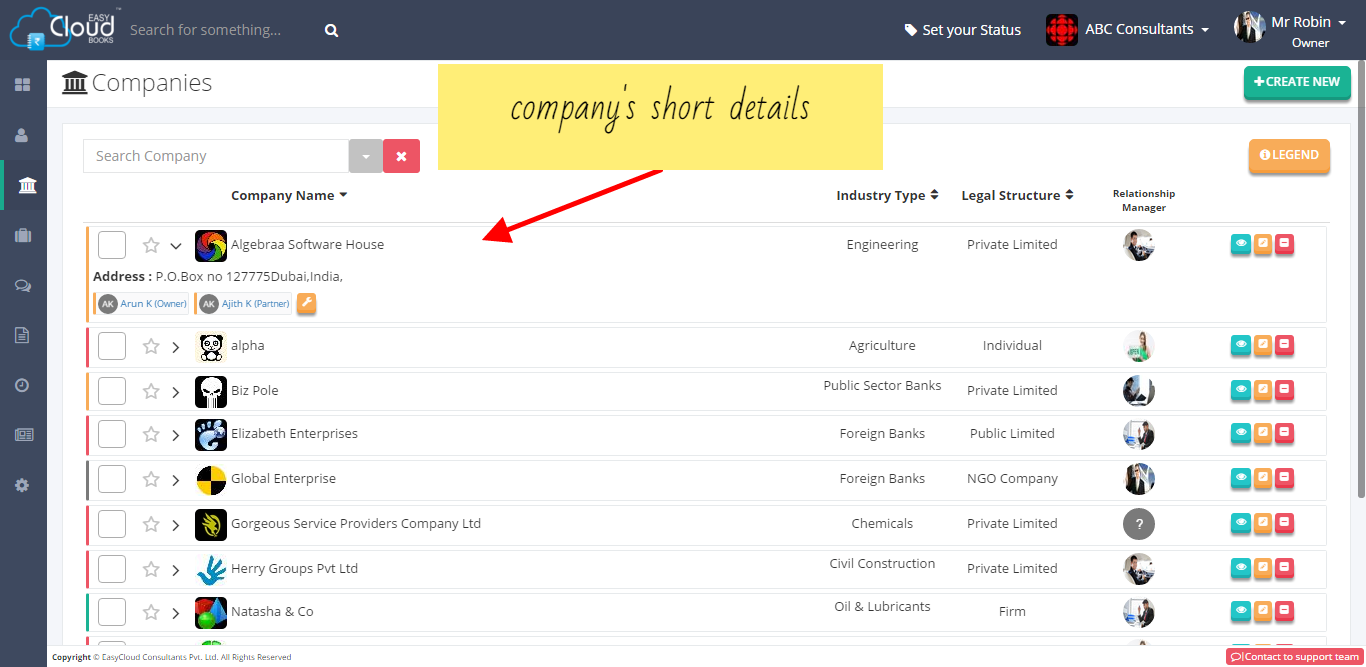 EASY
Cloud
BOOKS
Search for something...
Set your Status
ABC Consultants
Mr Robin
Owner
Companies
company's short details
CREATE NEW
Search Company
LEGEND
Company Name
Industry Type
Legal Structure
Relationship
Manager
Algebraa Software House
Engineering
Private Limited
Address : P.O.Box no 127775Dubai,India,
AK Arun K (Owner)
AK Ajith K (Partner)
alpha
Agriculture
Individual
Biz Pole
Public Sector Banks
Private Limited
Elizabeth Enterprises
Foreign Banks
Public Limited
Global Enterprise
Foreign Banks
NGO Company
Gorgeous Service Providers Company Ltd
Chemicals
Private Limited
?
Herry Groups Pvt Ltd
Civil Construction
Private Limited
Natasha & Co
Oil & Lubricants
Firm
Copyright © EasyCloud Consultants Pvt. Ltd. All Rights Reserved
Contact to support team